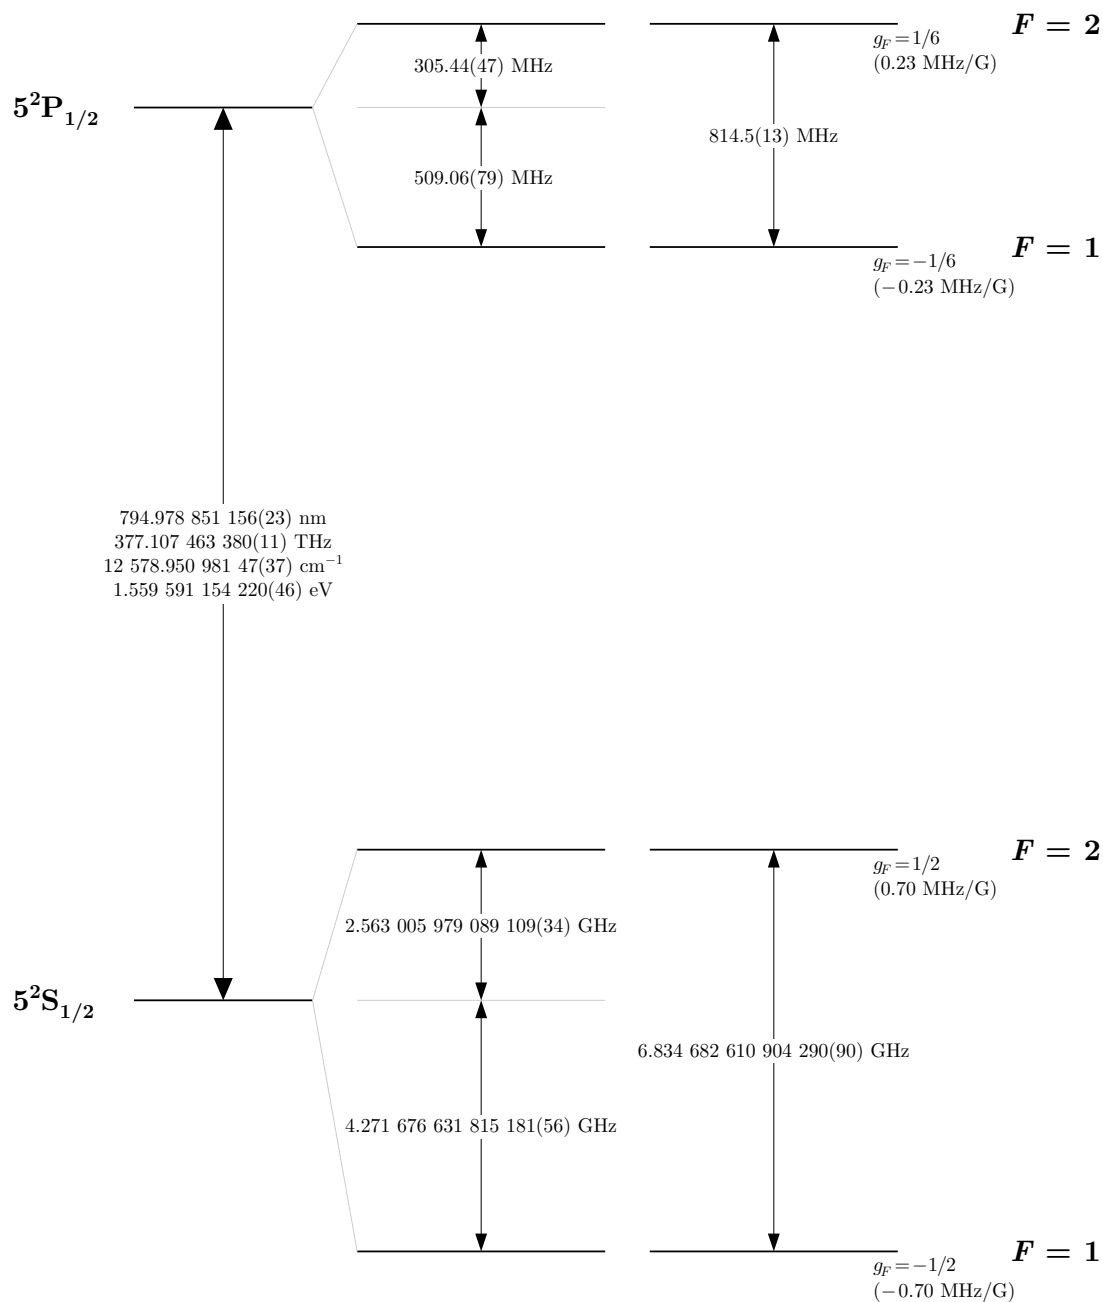 F = 2
g_F = 1/6
(0.23 MHz/G)
305.44(47) MHz
5²P₁/₂
814.5(13) MHz
509.06(79) MHz
F = 1
g_F = −1/6
(−0.23 MHz/G)
794.978 851 156(23) nm
377.107 463 380(11) THz
12 578.950 981 47(37) cm⁻¹
1.559 591 154 220(46) eV
F = 2
g_F = 1/2
(0.70 MHz/G)
2.563 005 979 089 109(34) GHz
5²S₁/₂
6.834 682 610 904 290(90) GHz
4.271 676 631 815 181(56) GHz
F = 1
g_F = −1/2
(−0.70 MHz/G)